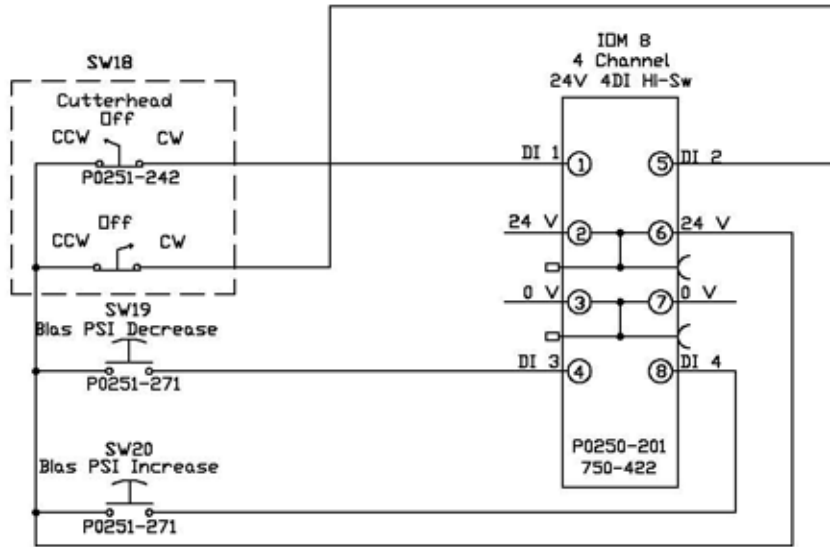 SW18
Cutterhead
Off
CCW CW
P0251-242
Off
CCW CW
SW19
Bias PSI Decrease
P0251-271
SW20
Bias PSI Increase
P0251-271
IOM 8
4 Channel
24V 4DI HI-Sw
DI 1 1 5 DI 2
24 V 2 6 24 V
0 V 3 7 0 V
DI 3 4 8 DI 4
P0250-201
750-422